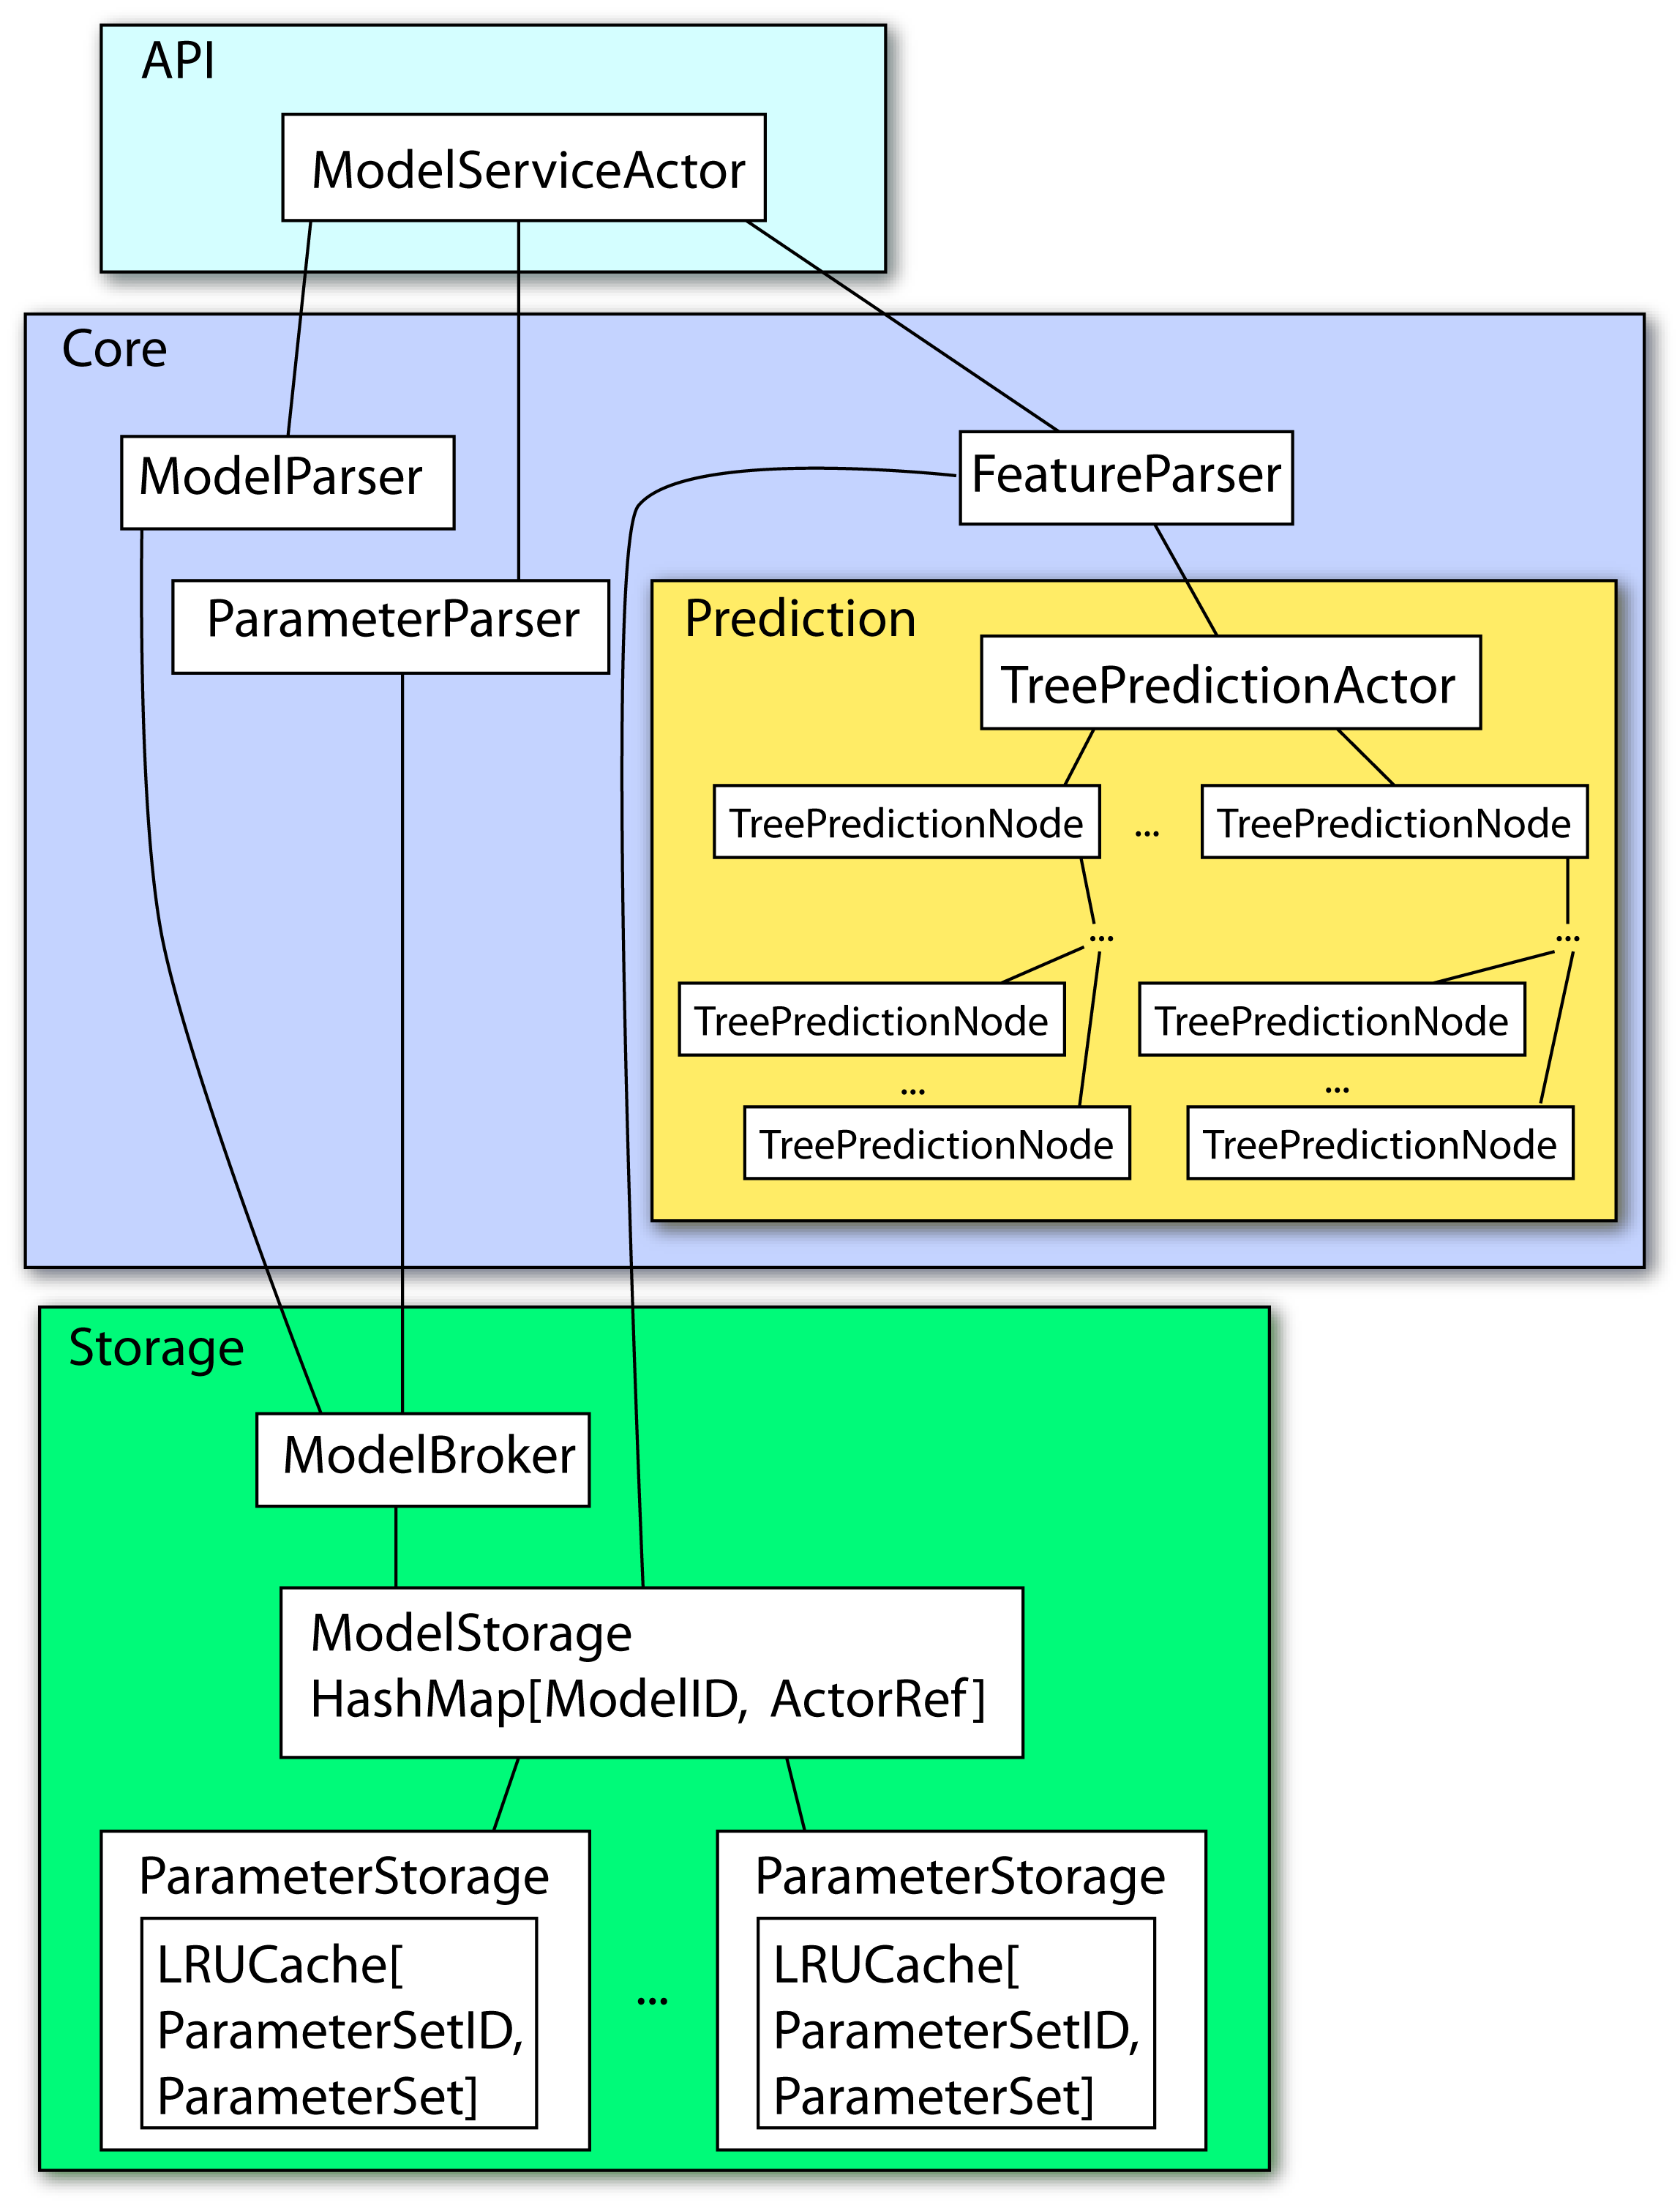 API
ModelServiceActor
Core
ModelParser
FeatureParser
ParameterParser
Prediction
TreePredictionActor
TreePredictionNode
...
TreePredictionNode
...
...
TreePredictionNode
TreePredictionNode
...
...
TreePredictionNode
TreePredictionNode
Storage
ModelBroker
ModelStorage
HashMap[ModelID, ActorRef]
ParameterStorage
LRUCache[
ParameterSetID,
ParameterSet]
...
ParameterStorage
LRUCache[
ParameterSetID,
ParameterSet]